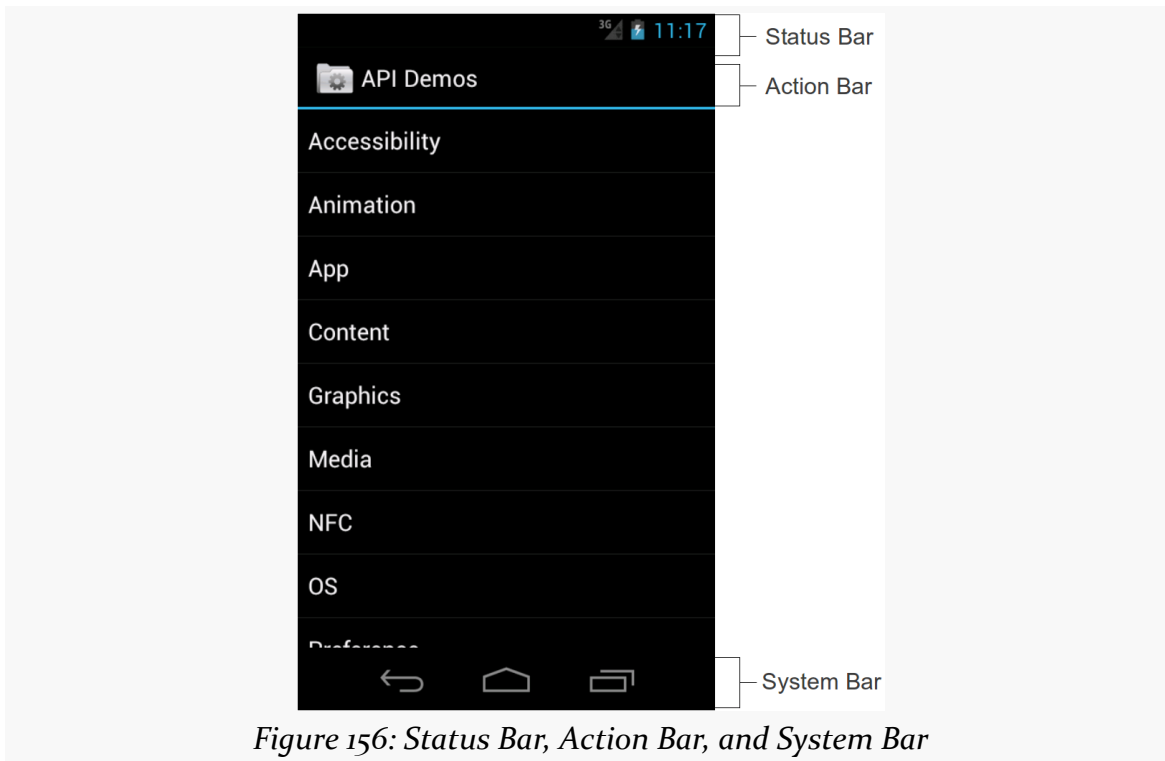 3G 11:17
Status Bar
API Demos
Action Bar
Accessibility
Animation
App
Content
Graphics
Media
NFC
OS
Preference
System Bar
Figure 156: Status Bar, Action Bar, and System Bar